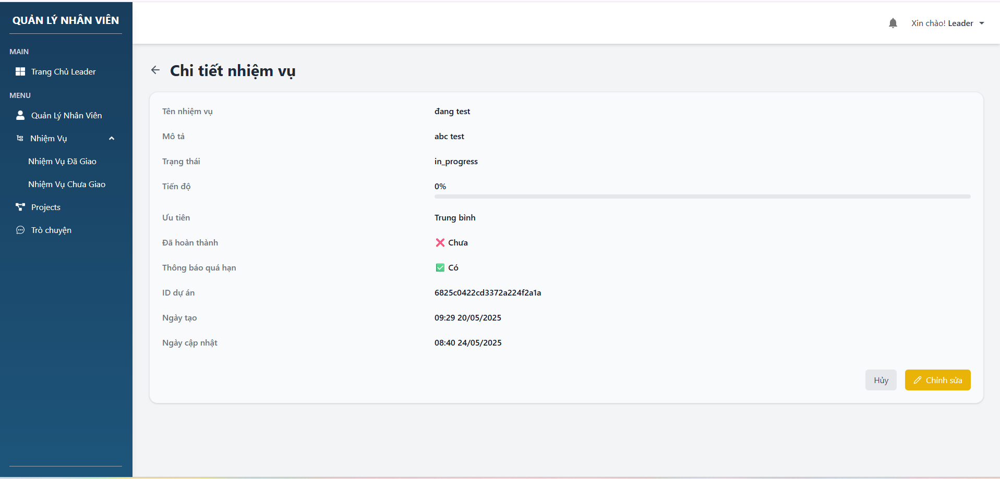 QUẢN LÝ NHÂN VIÊN
MAIN
Trang Chủ Leader
MENU
Quản Lý Nhân Viên
Nhiệm Vụ
Nhiệm Vụ Đã Giao
Nhiệm Vụ Chưa Giao
Projects
Trò chuyện
Xin chào! Leader
Chi tiết nhiệm vụ
Tên nhiệm vụ đang test
Mô tả abc test
Trạng thái in_progress
Tiến độ 0%
Ưu tiên Trung bình
Đã hoàn thành ❌ Chưa
Thông báo quá hạn ✅ Có
ID dự án 6825c0422cd3372a224f2a1a
Ngày tạo 09:29 20/05/2025
Ngày cập nhật 08:40 24/05/2025
Hủy Chỉnh sửa